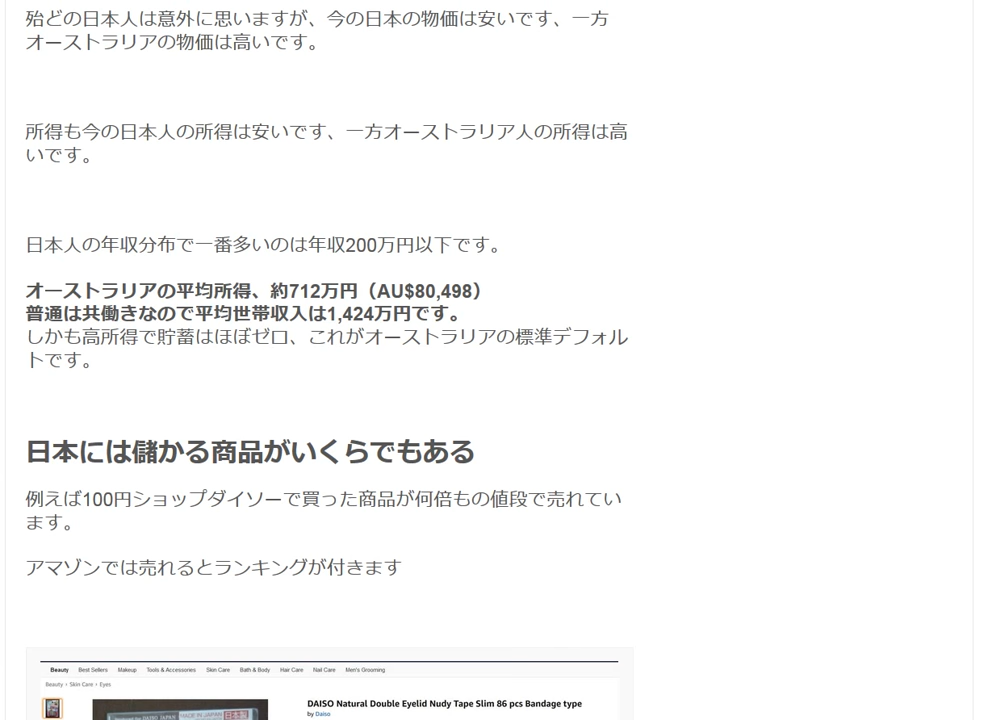 殆どの日本人は意外に思いますが、今の日本の物価は安いです、一方
オーストラリアの物価は高いです。
所得も今の日本人の所得は安いです、一方オーストラリア人の所得は高
いです。
日本人の年収分布で一番多いのは年収200万円以下です。
オーストラリアの平均所得、約712万円（AU$80,498）
普通は共働きなので平均世帯収入は1,424万円です。
しかも高所得で貯蓄はほぼゼロ、これがオーストラリアの標準デフォル
トです。
日本には儲かる商品がいくらでもある
例えば100円ショップダイソーで買った商品が何倍もの値段で売れてい
ます。
アマゾンでは売れるとランキングが付きます
Beauty Best Sellers Makeup Tools & Accessories Skin Care Bath & Body Hair Care Nail Care Men's Grooming
Beauty › Skin Care › Eyes
DAISO Natural Double Eyelid Nudy Tape Slim 86 pcs Bandage type
by Daiso
MADE IN JAPAN